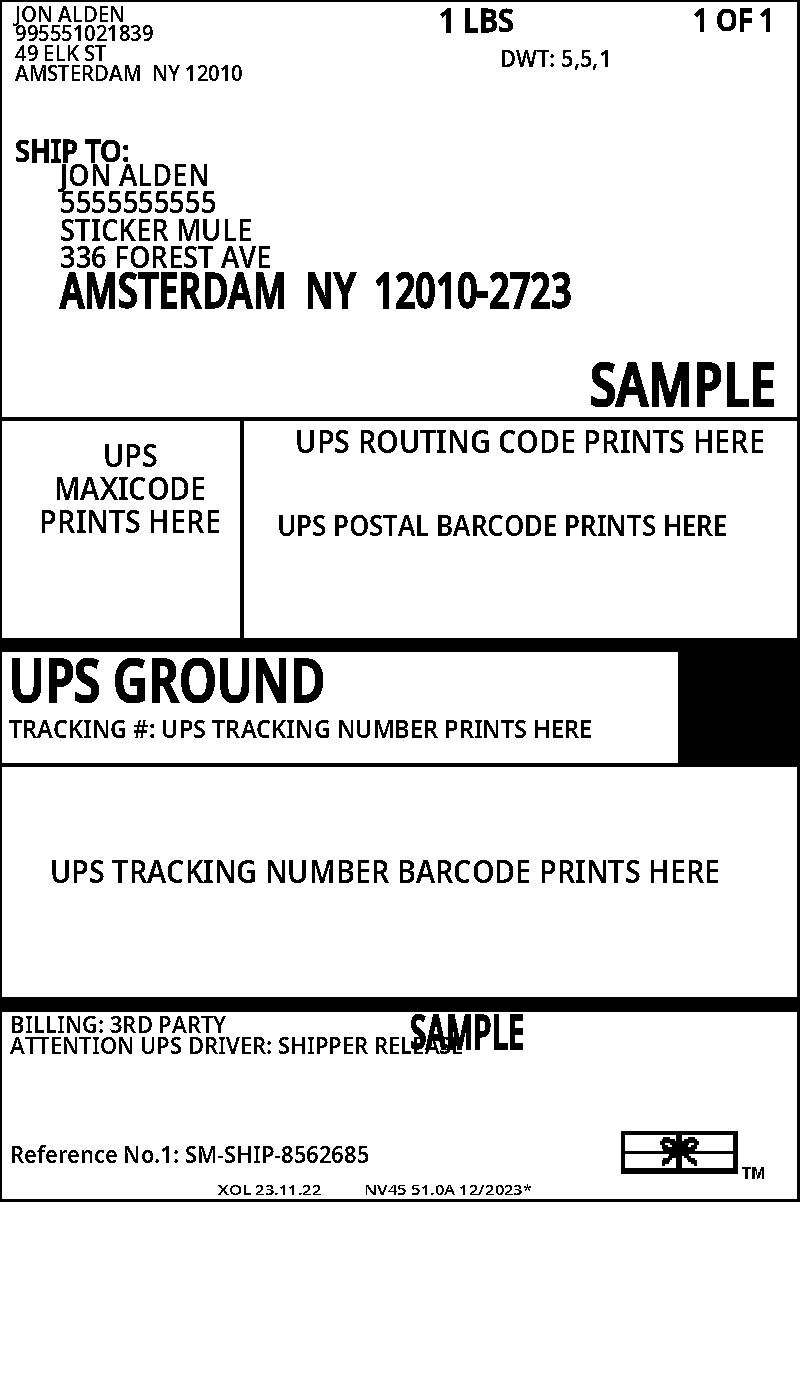 JON ALDEN
995551021839
49 ELK ST
AMSTERDAM NY 12010
1 LBS
1 OF 1
DWT: 5,5,1
SHIP TO:
JON ALDEN
5555555555
STICKER MULE
336 FOREST AVE
AMSTERDAM NY 12010-2723
SAMPLE
UPS
MAXICODE
PRINTS HERE
UPS ROUTING CODE PRINTS HERE
UPS POSTAL BARCODE PRINTS HERE
UPS GROUND
TRACKING #: UPS TRACKING NUMBER PRINTS HERE
UPS TRACKING NUMBER BARCODE PRINTS HERE
BILLING: 3RD PARTY
ATTENTION UPS DRIVER: SHIPPER RELEASE
SAMPLE
Reference No.1: SM-SHIP-8562685
TM
XOL 23.11.22 NV45 51.0A 12/2023*